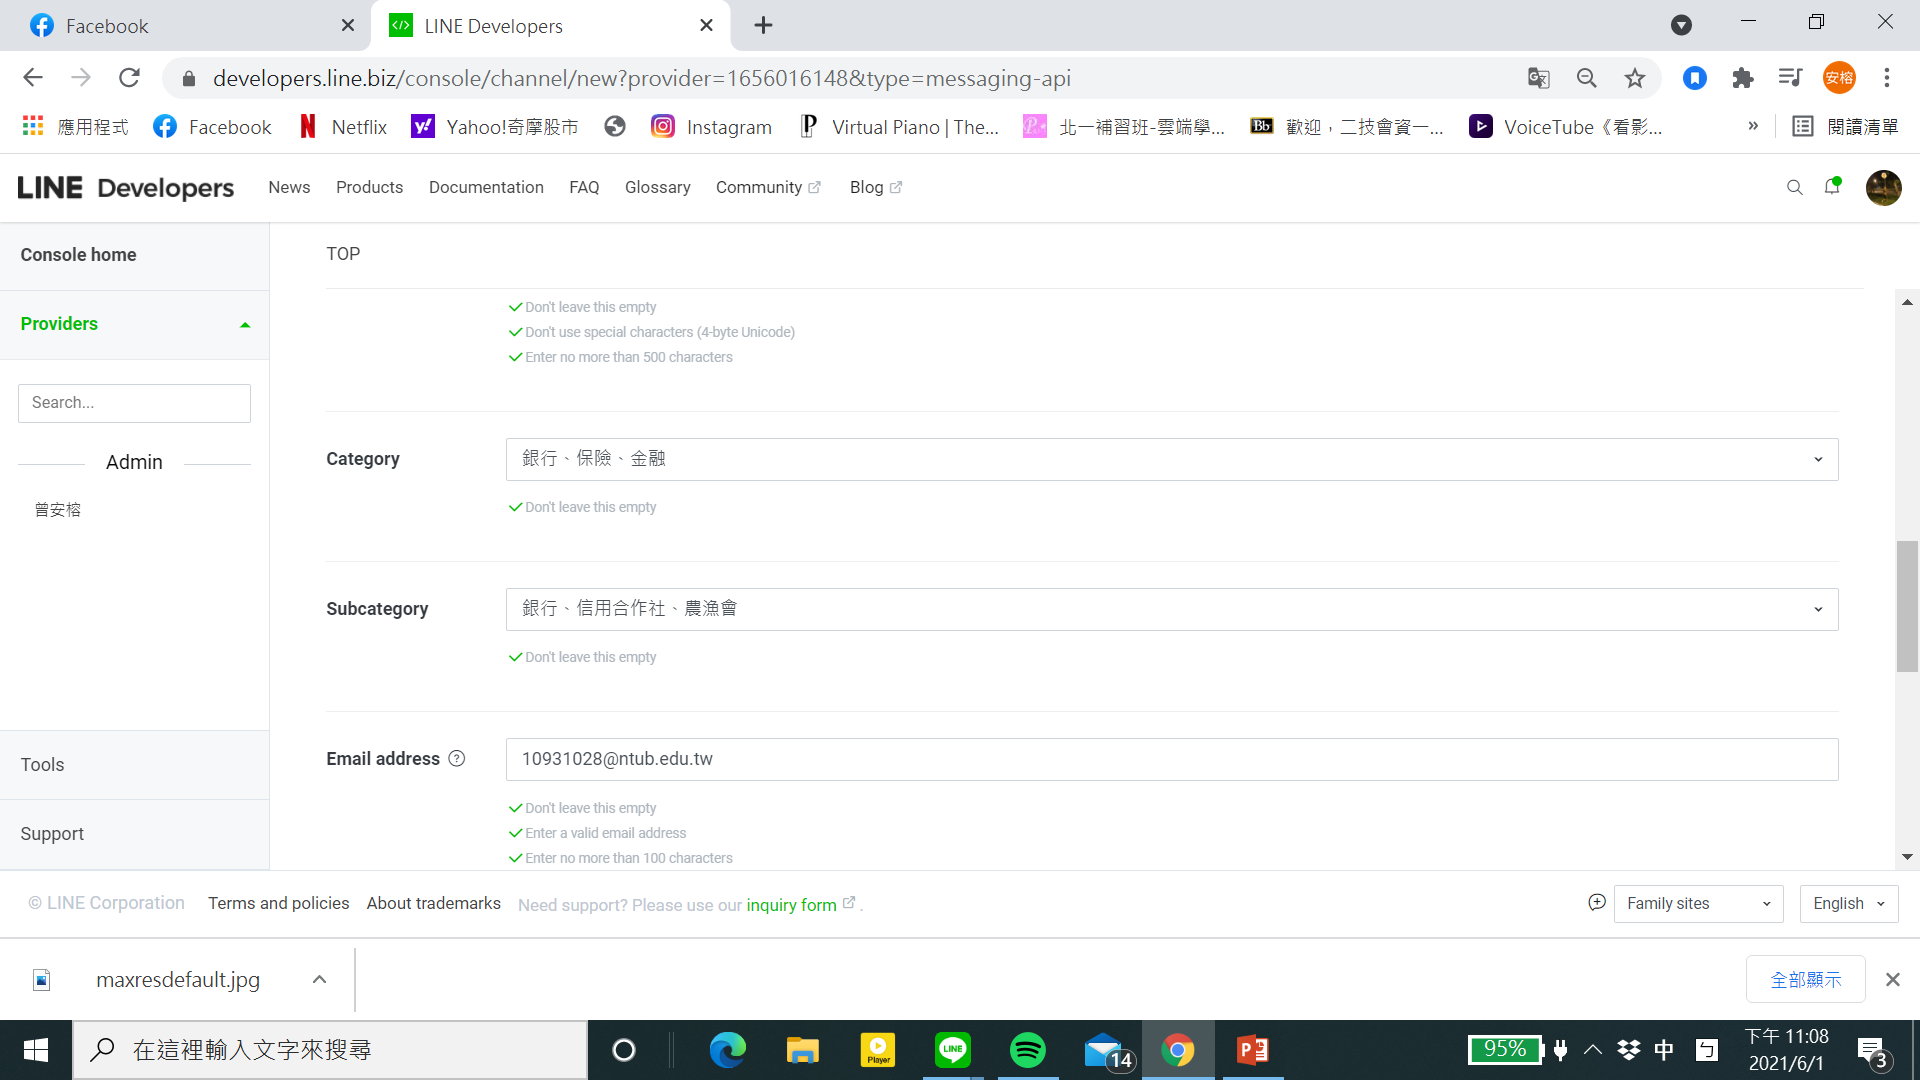 Facebook
LINE Developers
developers.line.biz/console/channel/new?provider=1656016148&type=messaging-api
安榕
應用程式
Facebook
Netflix
Yahoo!奇摩股市
Instagram
Virtual Piano | The...
北一補習班-雲端學...
Bb
歡迎，二技會資一...
VoiceTube《看影...
»
閱讀清單
LINE Developers
News
Products
Documentation
FAQ
Glossary
Community
Blog
Console home
Providers
Search...
Admin
曾安榕
Tools
Support
TOP
Don't leave this empty
Don't use special characters (4-byte Unicode)
Enter no more than 500 characters
Category
銀行、保險、金融
Don't leave this empty
Subcategory
銀行、信用合作社、農漁會
Don't leave this empty
Email address
10931028@ntub.edu.tw
Don't leave this empty
Enter a valid email address
Enter no more than 100 characters
© LINE Corporation
Terms and policies
About trademarks
Need support? Please use our inquiry form .
Family sites
English
maxresdefault.jpg
全部顯示
在這裡輸入文字來搜尋
Player
LINE
14
95%
中
ㄅ
下午 11:08
2021/6/1
3